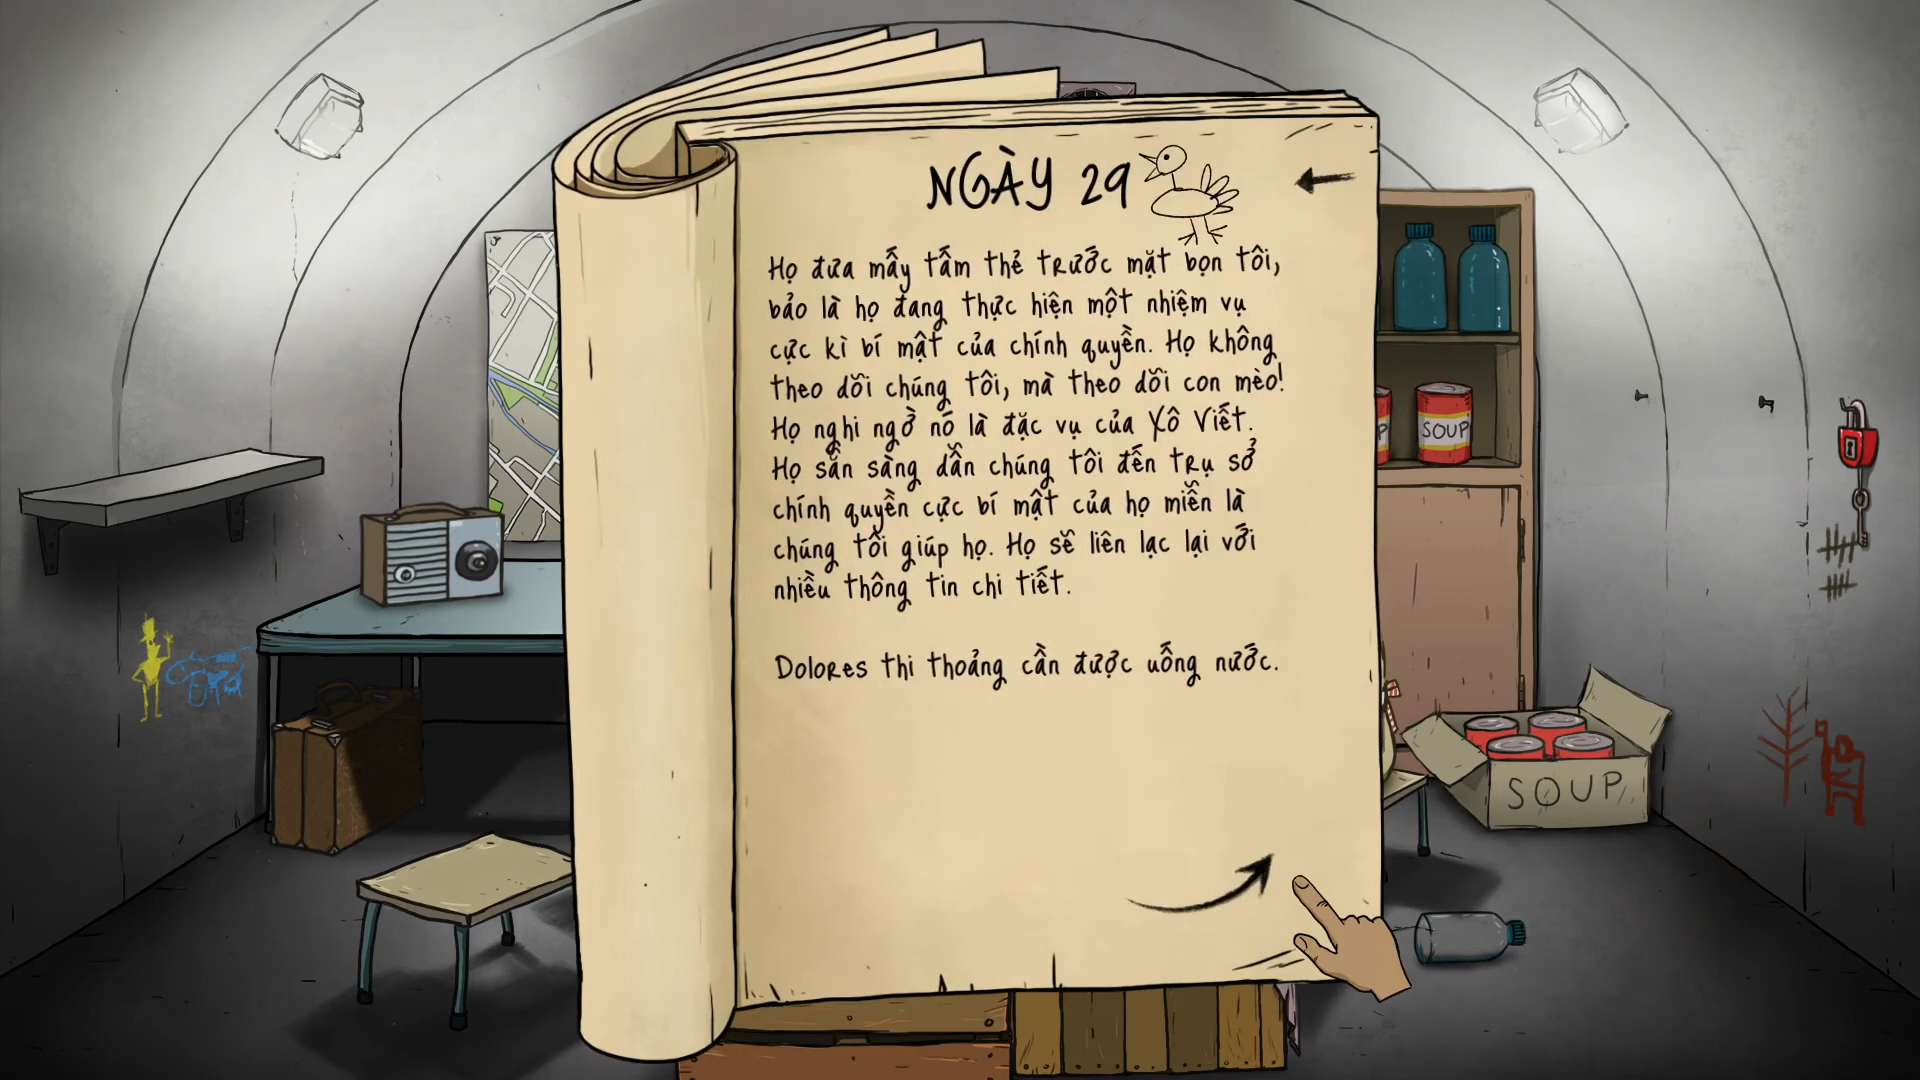 NGÀY 29
Họ đưa mấy tấm thẻ trước mặt bọn tôi,
bảo là họ đang thực hiện một nhiệm vụ
cực kì bí mật của chính quyền. Họ không
theo dõi chúng tôi, mà theo dõi con mèo!
Họ nghi ngờ nó là đặc vụ của Xô Viết.
Họ sẵn sàng dẫn chúng tôi đến trụ sở
chính quyền cực bí mật của họ miễn là
chúng tôi giúp họ. Họ sẽ liên lạc lại với
nhiều thông tin chi tiết.
Dolores thi thoảng cần được uống nước.
SOUP
SOUP